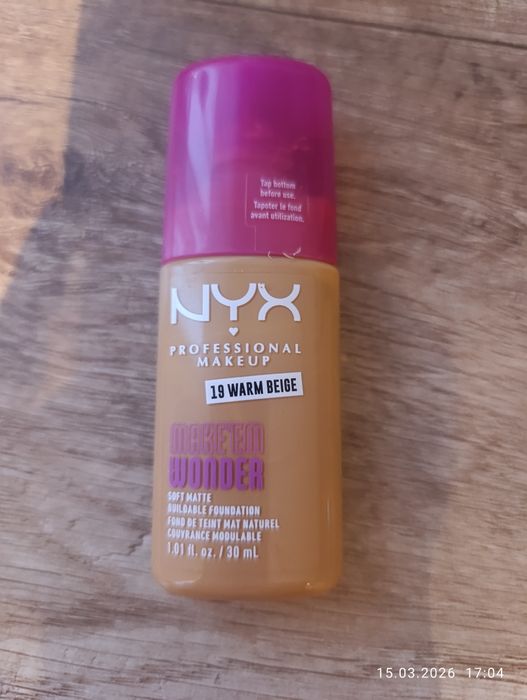 Tap bottom
before use.
Tapoter le fond
avant utilization.
NYX
PROFESSIONAL
MAKEUP
19 WARM BEIGE
MAKE'EM
WONDER
SOFT MATTE
BUILDABLE FOUNDATION
FOND DE TEINT MAT NATUREL
COUVRANCE MODULABLE
1.01 fl. oz. / 30 mL
15.03.2026 17:04